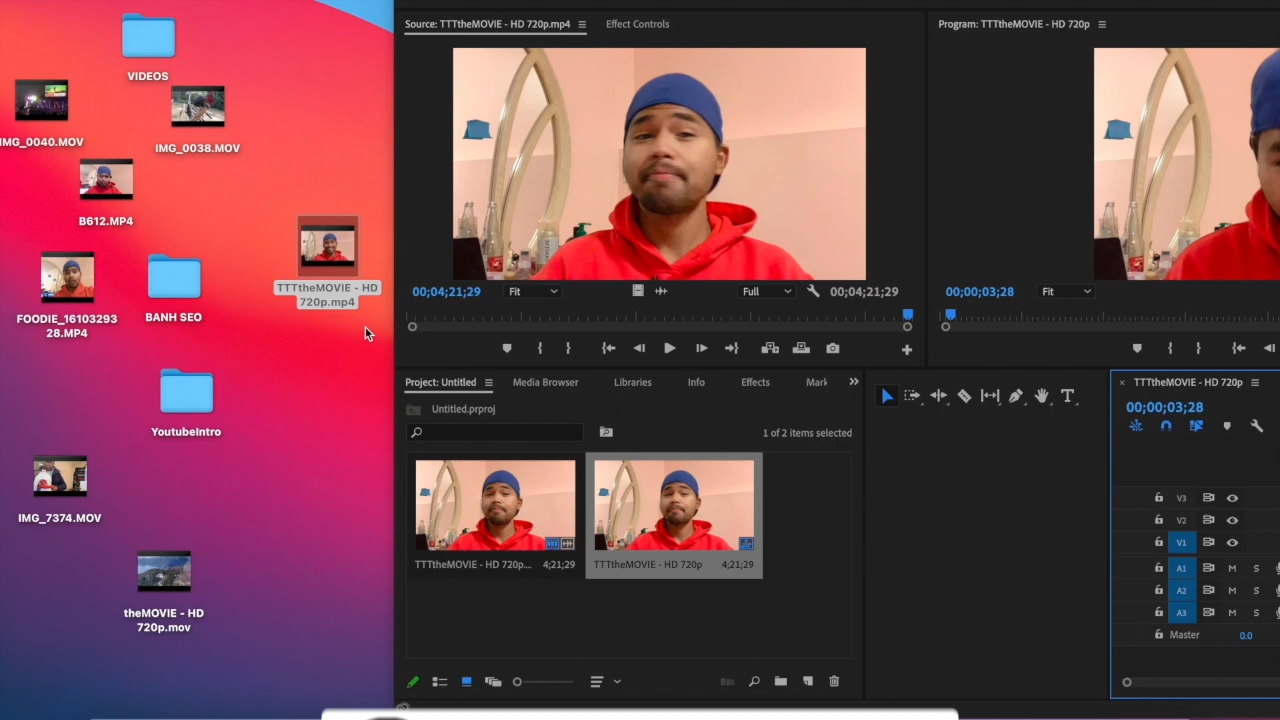 VIDEOS
IMG_0040.MOV
IMG_0038.MOV
B612.MP4
TTTtheMOVIE - HD
720p.mp4
FOODIE_16103293
28.MP4
BANH SEO
YoutubeIntro
IMG_7374.MOV
theMOVIE - HD
720p.mov
Source: TTTtheMOVIE - HD 720p.mp4
Effect Controls
00;04;21;29
Fit
Full
00;04;21;29
Program: TTTtheMOVIE - HD 720p
00;00;03;28
Fit
Project: Untitled
Media Browser
Libraries
Info
Effects
Mark
Untitled.prproj
1 of 2 items selected
TTTtheMOVIE - HD 720p...
4;21;29
TTTtheMOVIE - HD 720p
4;21;29
× TTTtheMOVIE - HD 720p
00;00;03;28
V3
V2
V1
A1 M S
A2 M S
A3 M S
Master 0.0